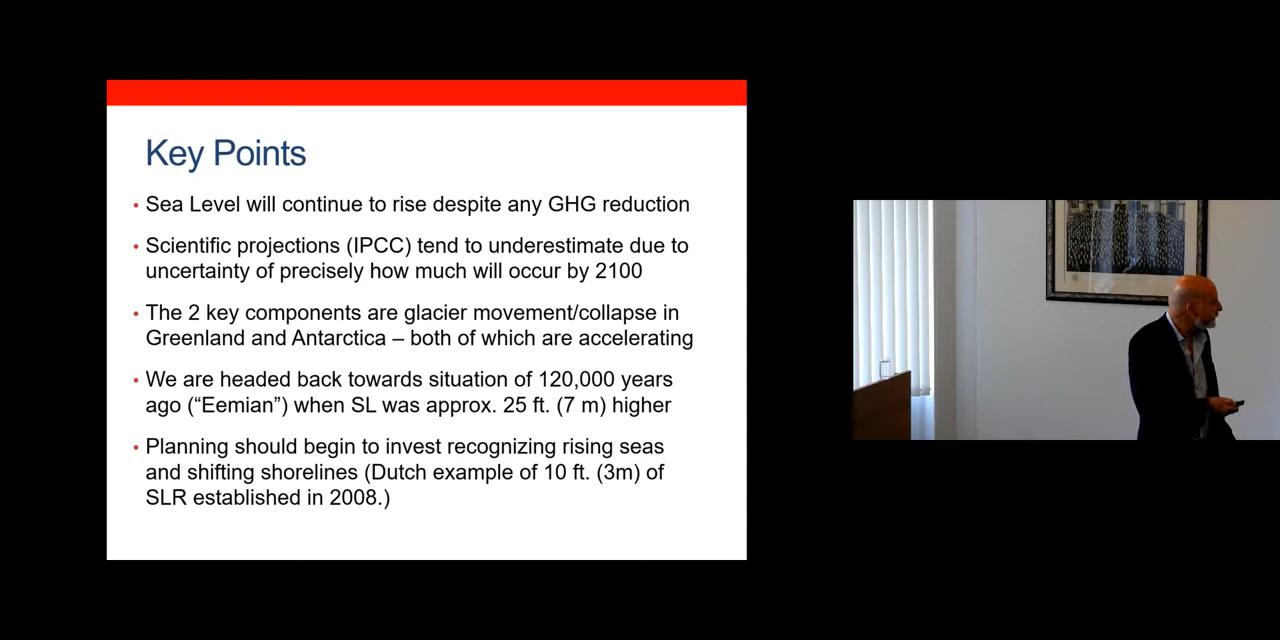 Key Points
• Sea Level will continue to rise despite any GHG reduction
• Scientific projections (IPCC) tend to underestimate due to
uncertainty of precisely how much will occur by 2100
• The 2 key components are glacier movement/collapse in
Greenland and Antarctica – both of which are accelerating
• We are headed back towards situation of 120,000 years
ago (“Eemian”) when SL was approx. 25 ft. (7 m) higher
• Planning should begin to invest recognizing rising seas
and shifting shorelines (Dutch example of 10 ft. (3m) of
SLR established in 2008.)